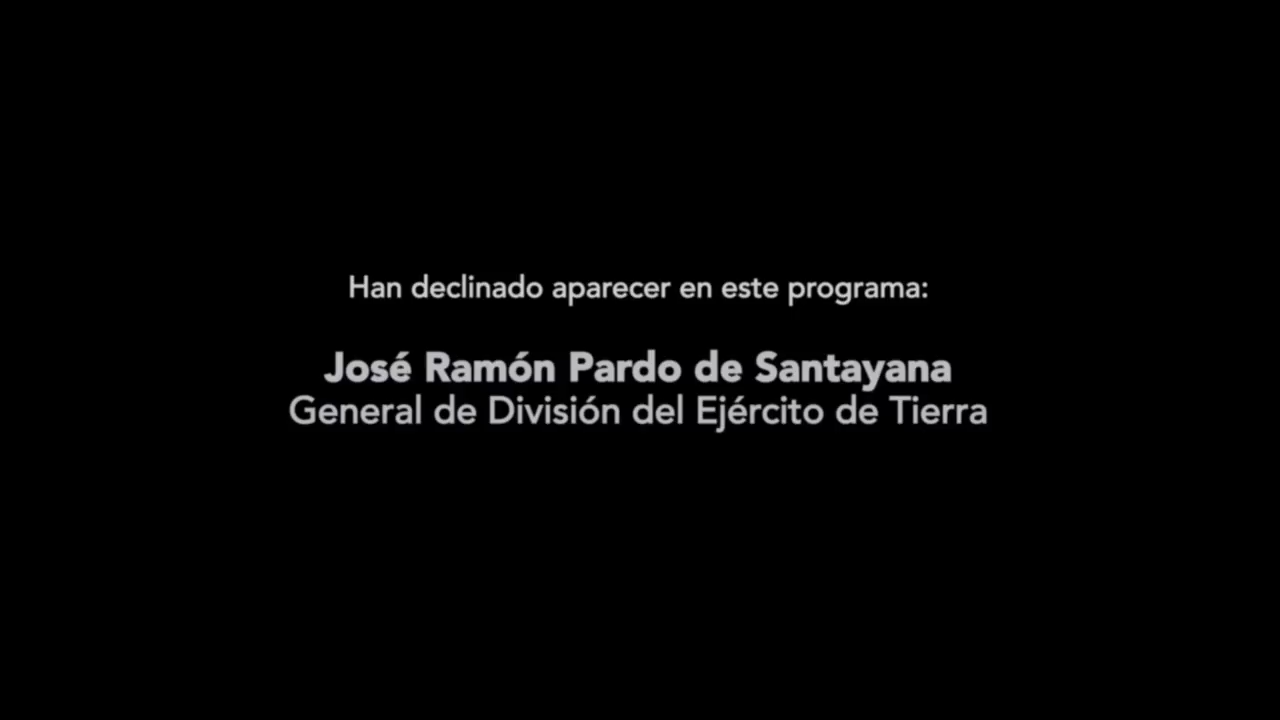 Han declinado aparecer en este programa:
José Ramón Pardo de Santayana
General de División del Ejército de Tierra